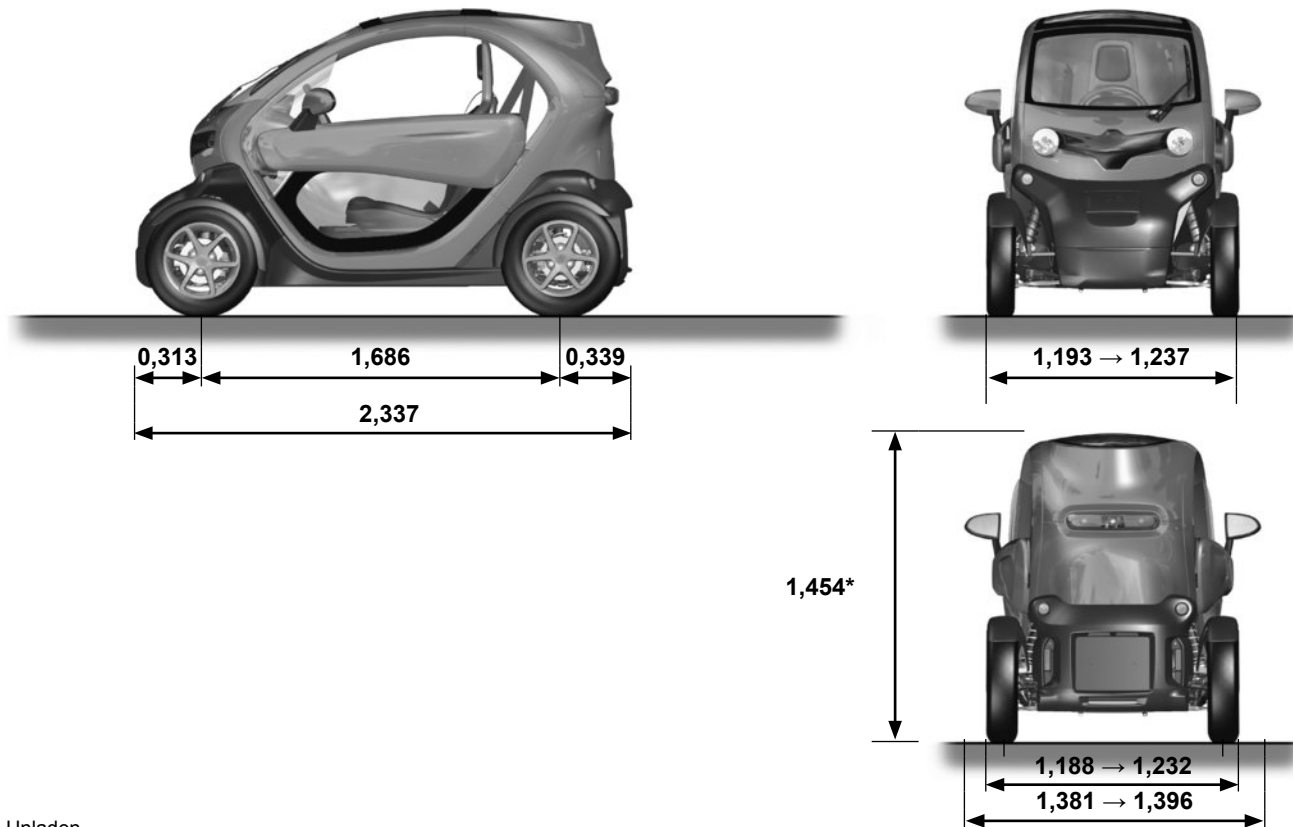 0,313 1,686 0,339
2,337
1,193 → 1,237
1,454*
1,188 → 1,232
1,381 → 1,396
Unladen